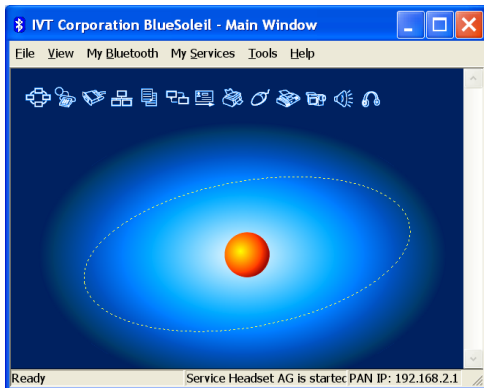 IVT Corporation BlueSoleil - Main Window
File View My Bluetooth My Services Tools Help
Ready Service Headset AG is startec PAN IP: 192.168.2.1